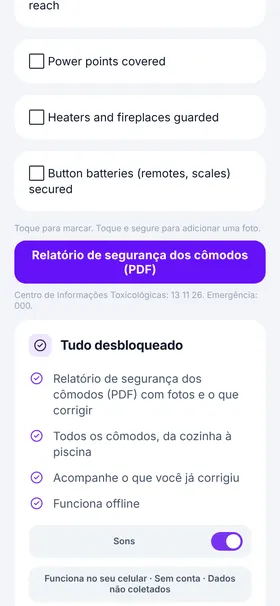 reach
Power points covered
Heaters and fireplaces guarded
Button batteries (remotes, scales)
secured
Toque para marcar. Toque e segure para adicionar uma foto.
Relatório de segurança dos cômodos
(PDF)
Centro de Informações Toxicológicas: 13 11 26. Emergência:
000.
Tudo desbloqueado
Relatório de segurança dos
cômodos (PDF) com fotos e o que
corrigir
Todos os cômodos, da cozinha à
piscina
Acompanhe o que você já corrigiu
Funciona offline
Sons
Funciona no seu celular · Sem conta · Dados
não coletados